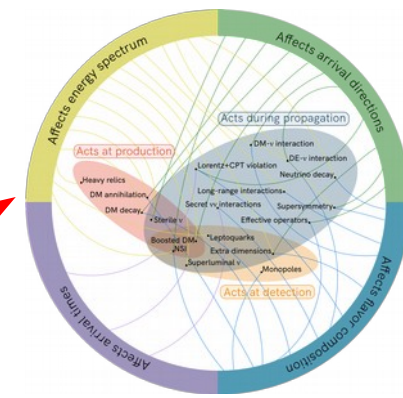 Affects energy spectrum
Affects arrival directions
Acts during propagation
Acts at production
DM-ν interaction
Lorentz+CPT violation
DE-ν interaction
Heavy relics
Neutrino decay
DM annihilation
Long-range interactions
DM decay
Secret νν interactions
Supersymmetry
Sterile ν
Effective operators
Boosted DM
Leptoquarks
NSI
Extra dimensions
Superluminal ν
Monopoles
Acts at detection
Affects arrival times
Affects flavor composition